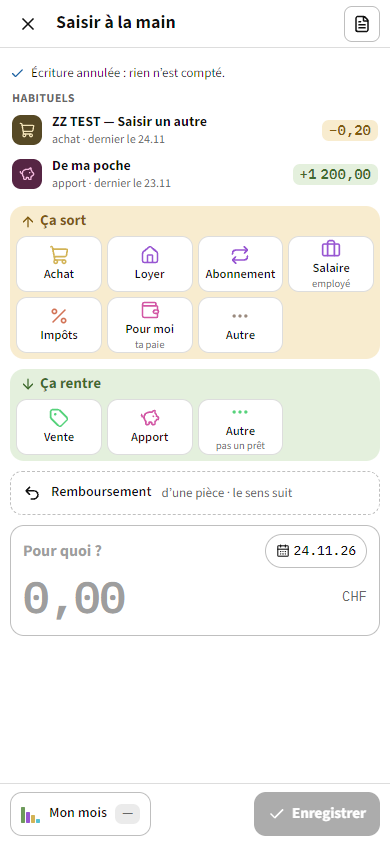 Saisir à la main
Écriture annulée : rien n’est compté.
HABITUELS
ZZ TEST — Saisir un autre
achat · dernier le 24.11
−0,20
De ma poche
apport · dernier le 23.11
+1 200,00
Ça sort
Achat
Loyer
Abonnement
Salaire
employé
Impôts
Pour moi
ta paie
Autre
Ça rentre
Vente
Apport
Autre
pas un prêt
Remboursement d’une pièce · le sens suit
Pour quoi ?
24.11.26
0,00
CHF
Mon mois —
Enregistrer